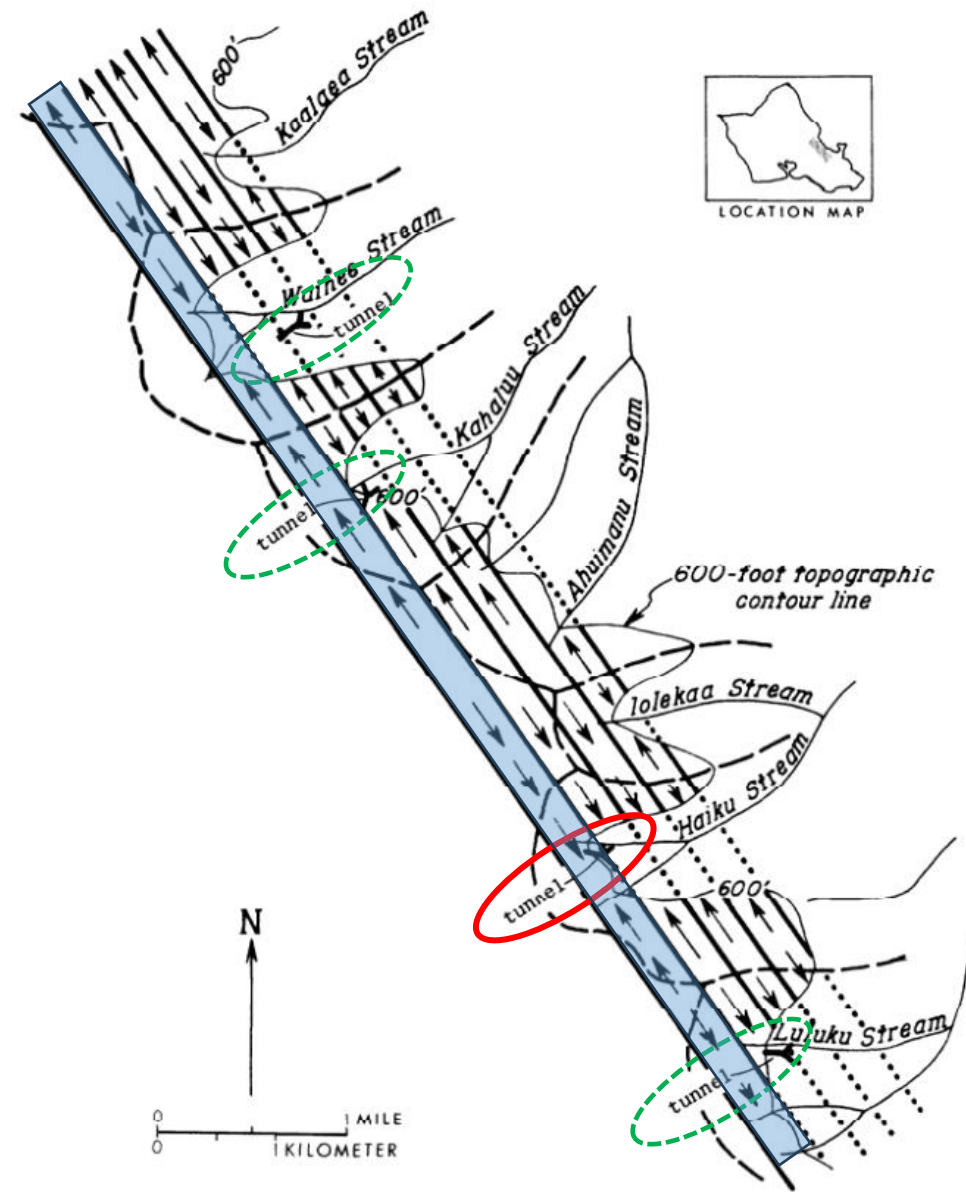 600'
Kaalaea Stream
LOCATION MAP
Waihee Stream
tunnel
Kahaluu Stream
600'
tunnel
Ahuimanu Stream
600-foot topographic
contour line
Iolekaa Stream
Haiku Stream
tunnel
600'
N
Luluku Stream
tunnel
0 1 MILE
0 1 KILOMETER